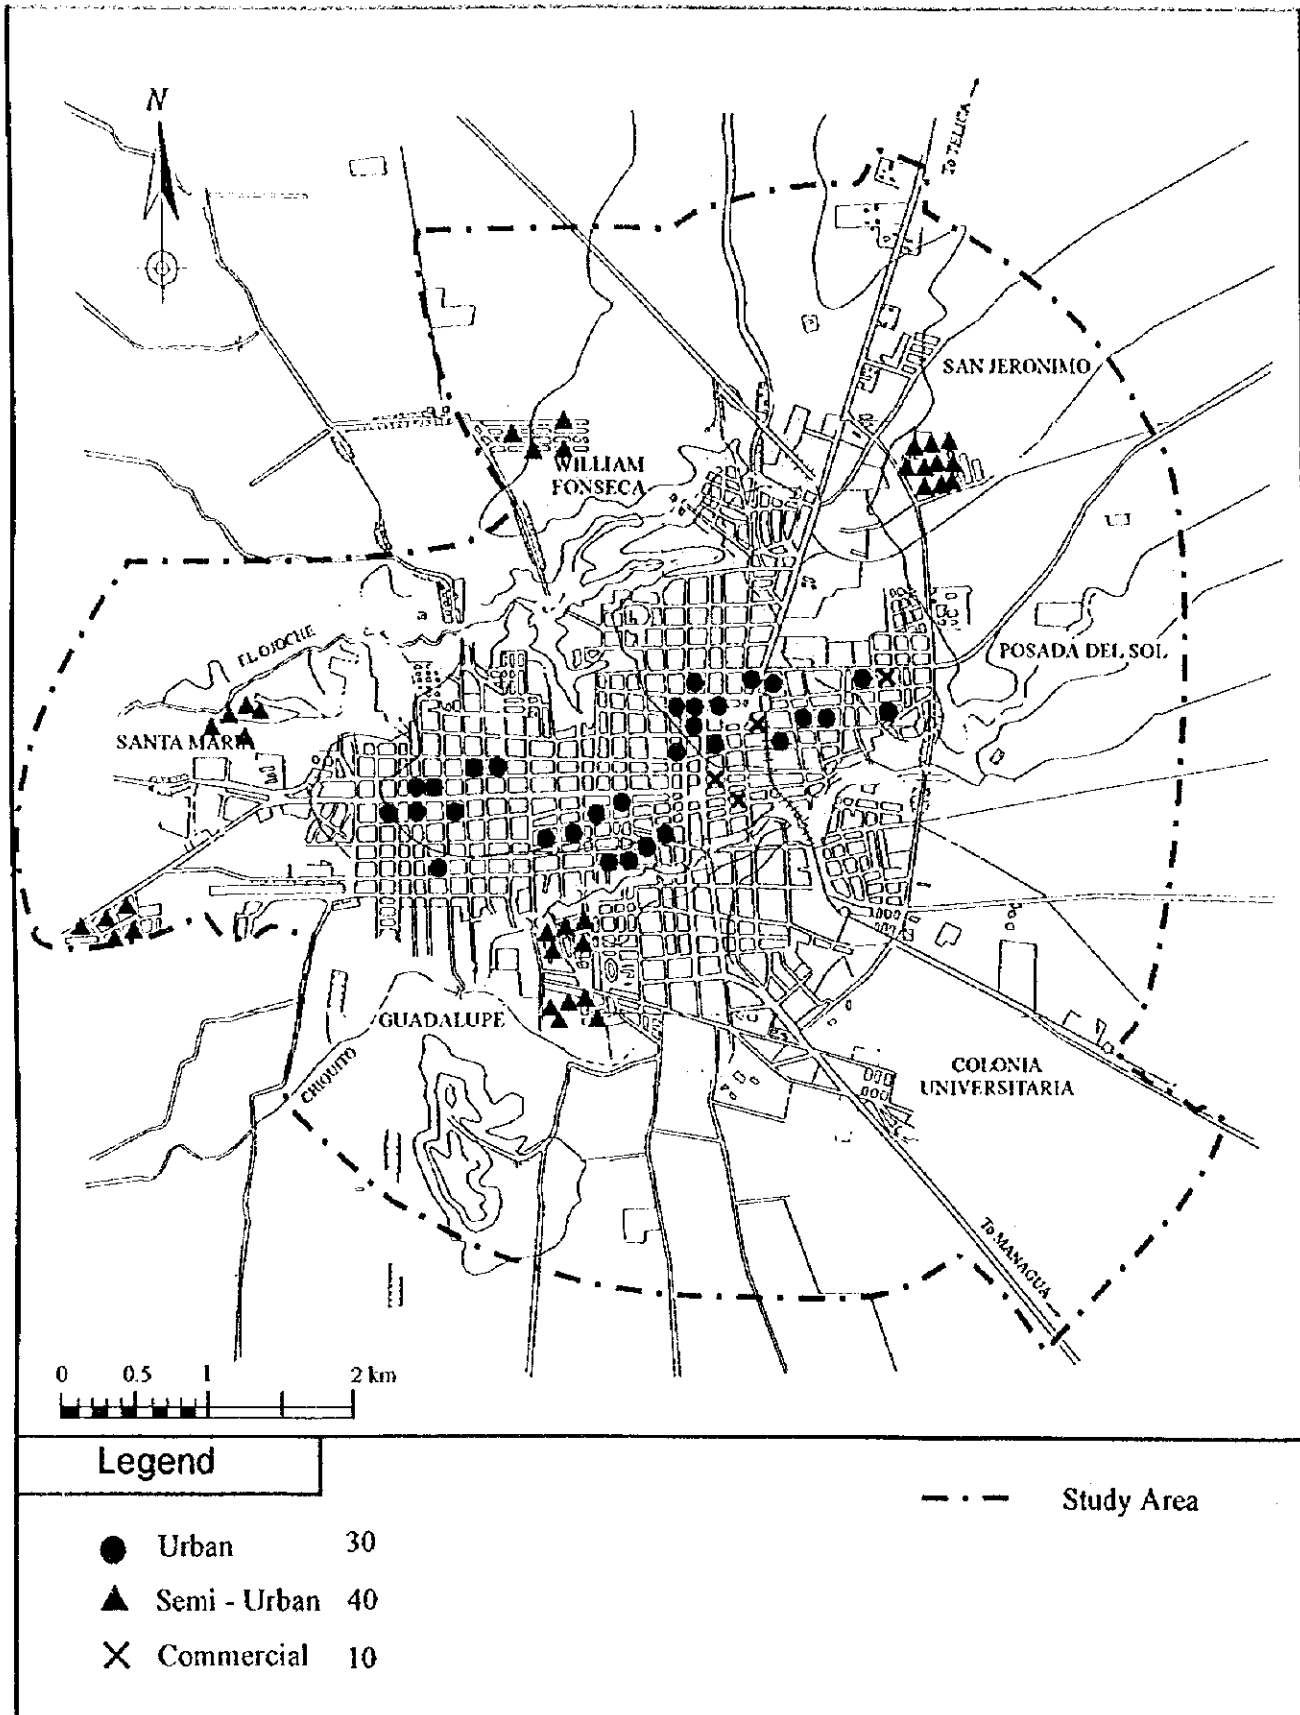 N
To TELICA
SAN JERONIMO
WILLIAM
FONSECA
EL OJOCHE
POSADA DEL SOL
SANTA MARIA
GUADALUPE
CHIQUITO
COLONIA
UNIVERSITARIA
To MANAGUA
0 0.5 1 2 km
Legend
Study Area
Urban 30
Semi - Urban 40
Commercial 10